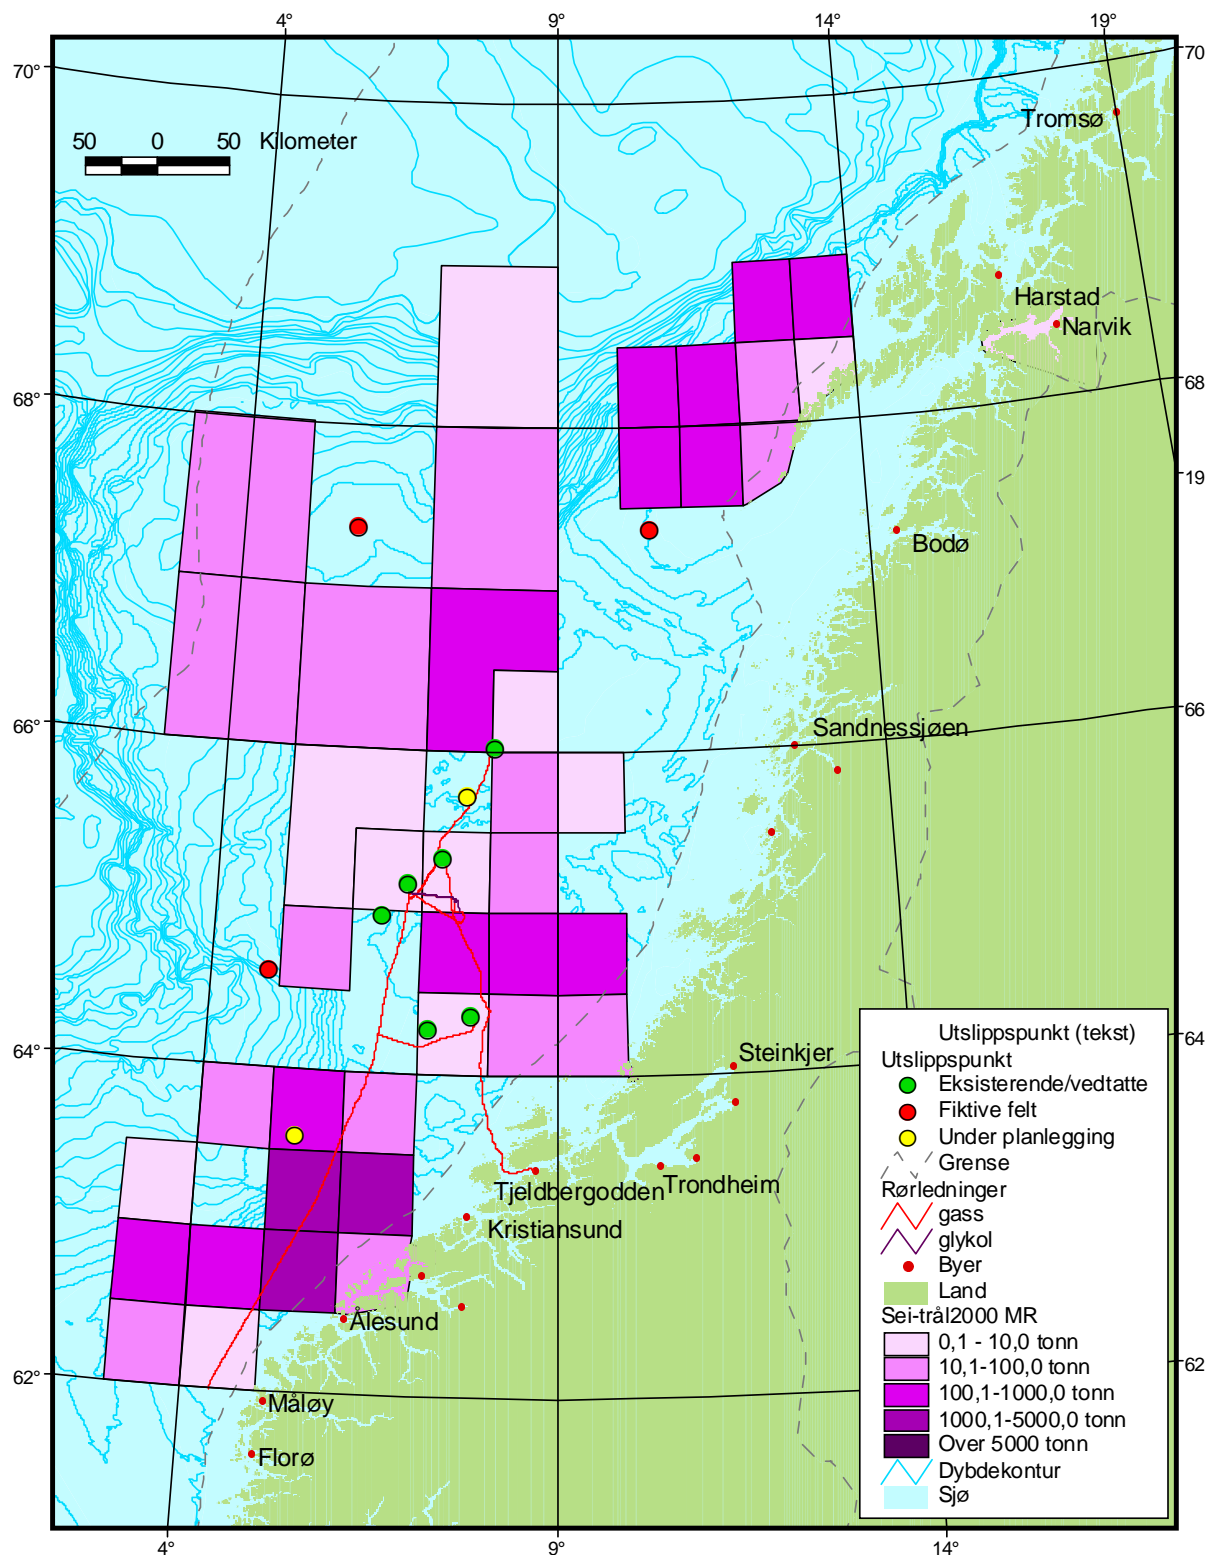 4°
9°
14°
19°
70°
70
50 0 50 Kilometer
Tromsø
Harstad
Narvik
68°
68
19
Bodø
66°
66
Sandnessjøen
64°
64
Steinkjer
Tjeldbergodden
Trondheim
Kristiansund
Ålesund
62°
62
Måløy
Florø
Utslippspunkt (tekst)
Utslippspunkt
Eksisterende/vedtatte
Fiktive felt
Under planlegging
Grense
Rørledninger
gass
glykol
Byer
Land
Sei-trål2000 MR
0,1 - 10,0 tonn
10,1-100,0 tonn
100,1-1000,0 tonn
1000,1-5000,0 tonn
Over 5000 tonn
Dybdekontur
Sjø
4°
9°
14°